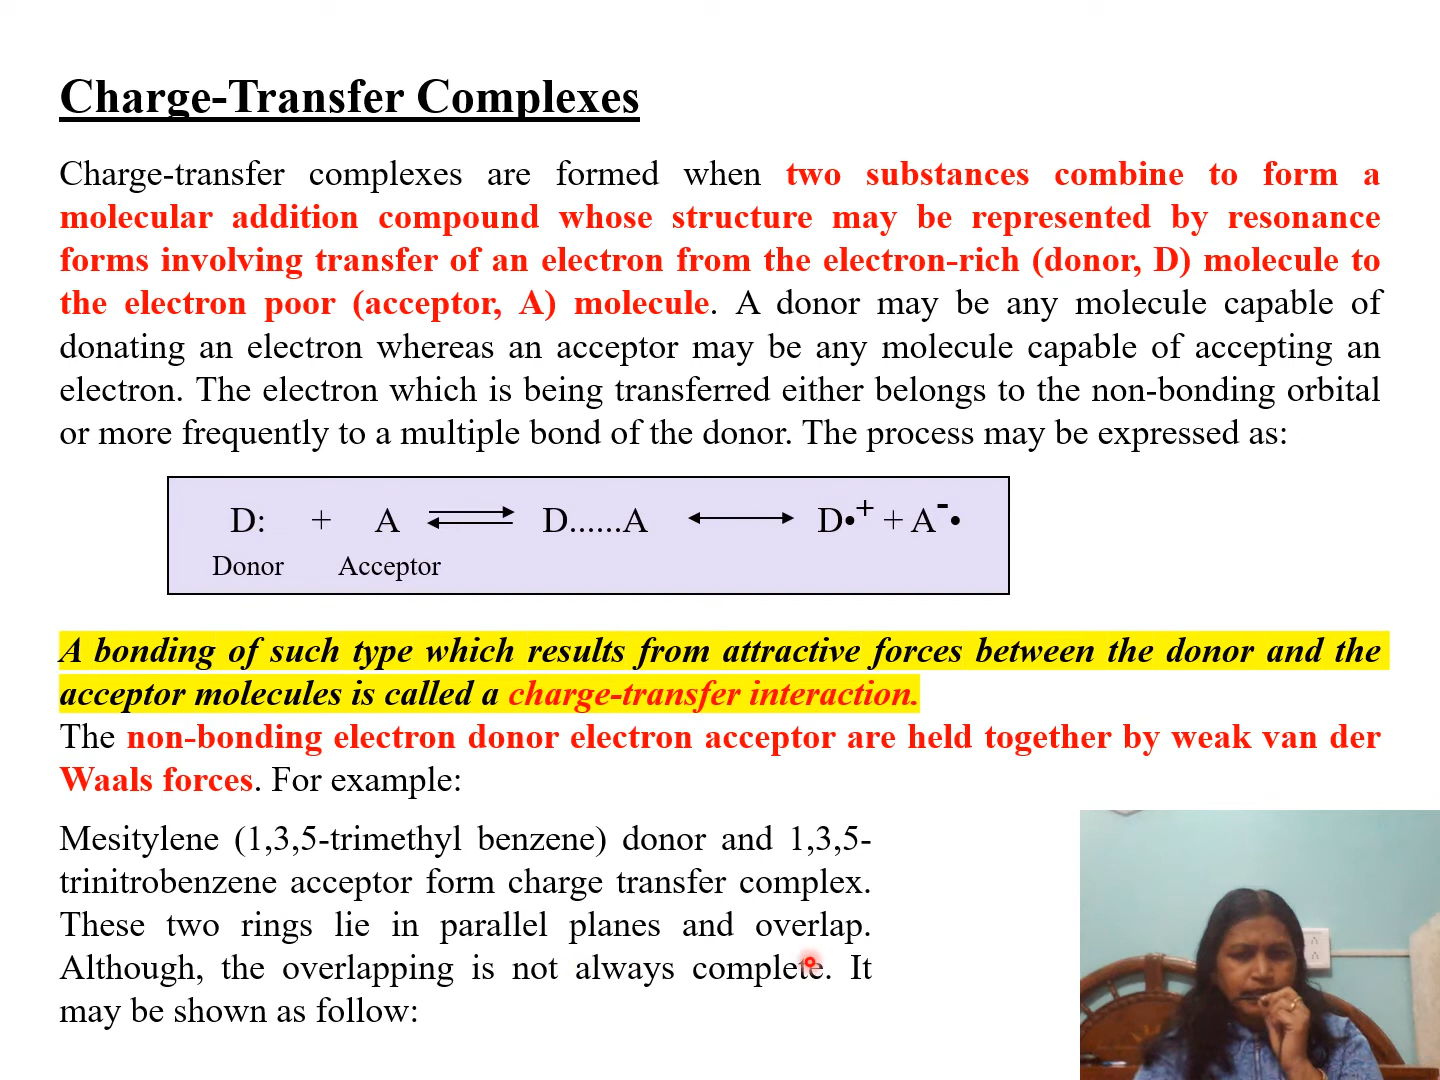 Charge-Transfer Complexes
Charge-transfer complexes are formed when two substances combine to form a
molecular addition compound whose structure may be represented by resonance
forms involving transfer of an electron from the electron-rich (donor, D) molecule to
the electron poor (acceptor, A) molecule. A donor may be any molecule capable of
donating an electron whereas an acceptor may be any molecule capable of accepting an
electron. The electron which is being transferred either belongs to the non-bonding orbital
or more frequently to a multiple bond of the donor. The process may be expressed as:
D: + A ⇌ D......A ↔ D•⁺ + A⁻•
Donor Acceptor
A bonding of such type which results from attractive forces between the donor and the
acceptor molecules is called a charge-transfer interaction.
The non-bonding electron donor electron acceptor are held together by weak van der
Waals forces. For example:
Mesitylene (1,3,5-trimethyl benzene) donor and 1,3,5-
trinitrobenzene acceptor form charge transfer complex.
These two rings lie in parallel planes and overlap.
Although, the overlapping is not always complete. It
may be shown as follow: